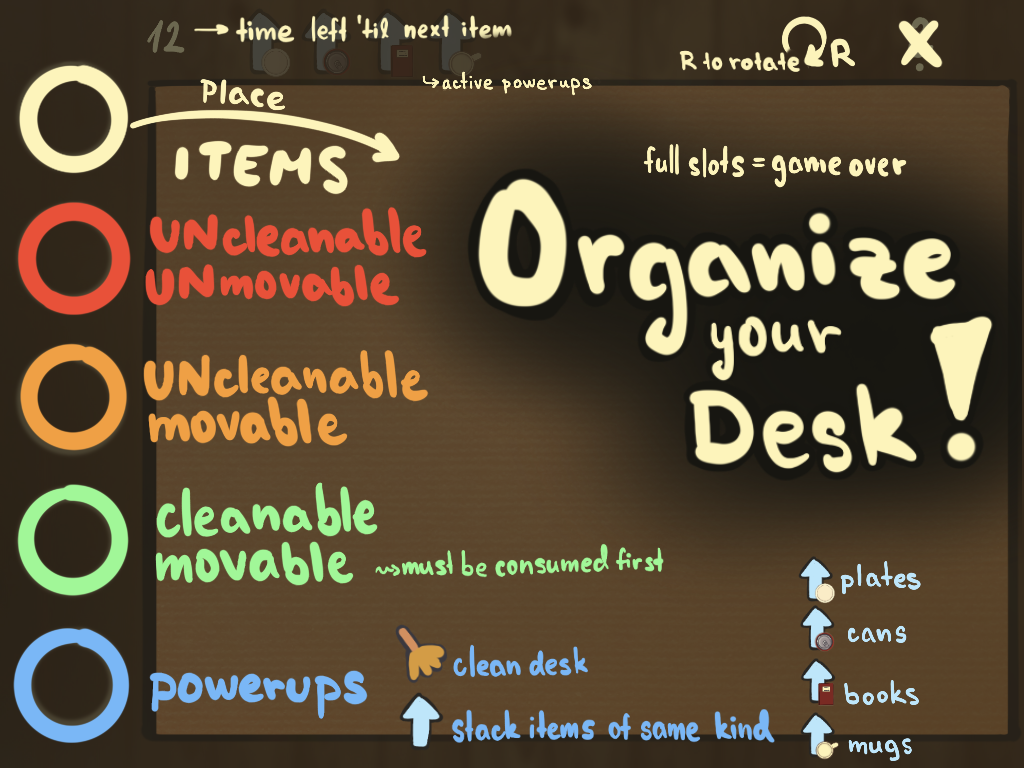 12 → time left 'til next item
R to rotate R X
↳ active powerups
Place
ITEMS
full slots = game over
Organize
your
Desk!
UNcleanable
UNmovable
UNcleanable
movable
cleanable
movable ↝ must be consumed first
powerups
clean desk
stack items of same kind
plates
cans
books
mugs